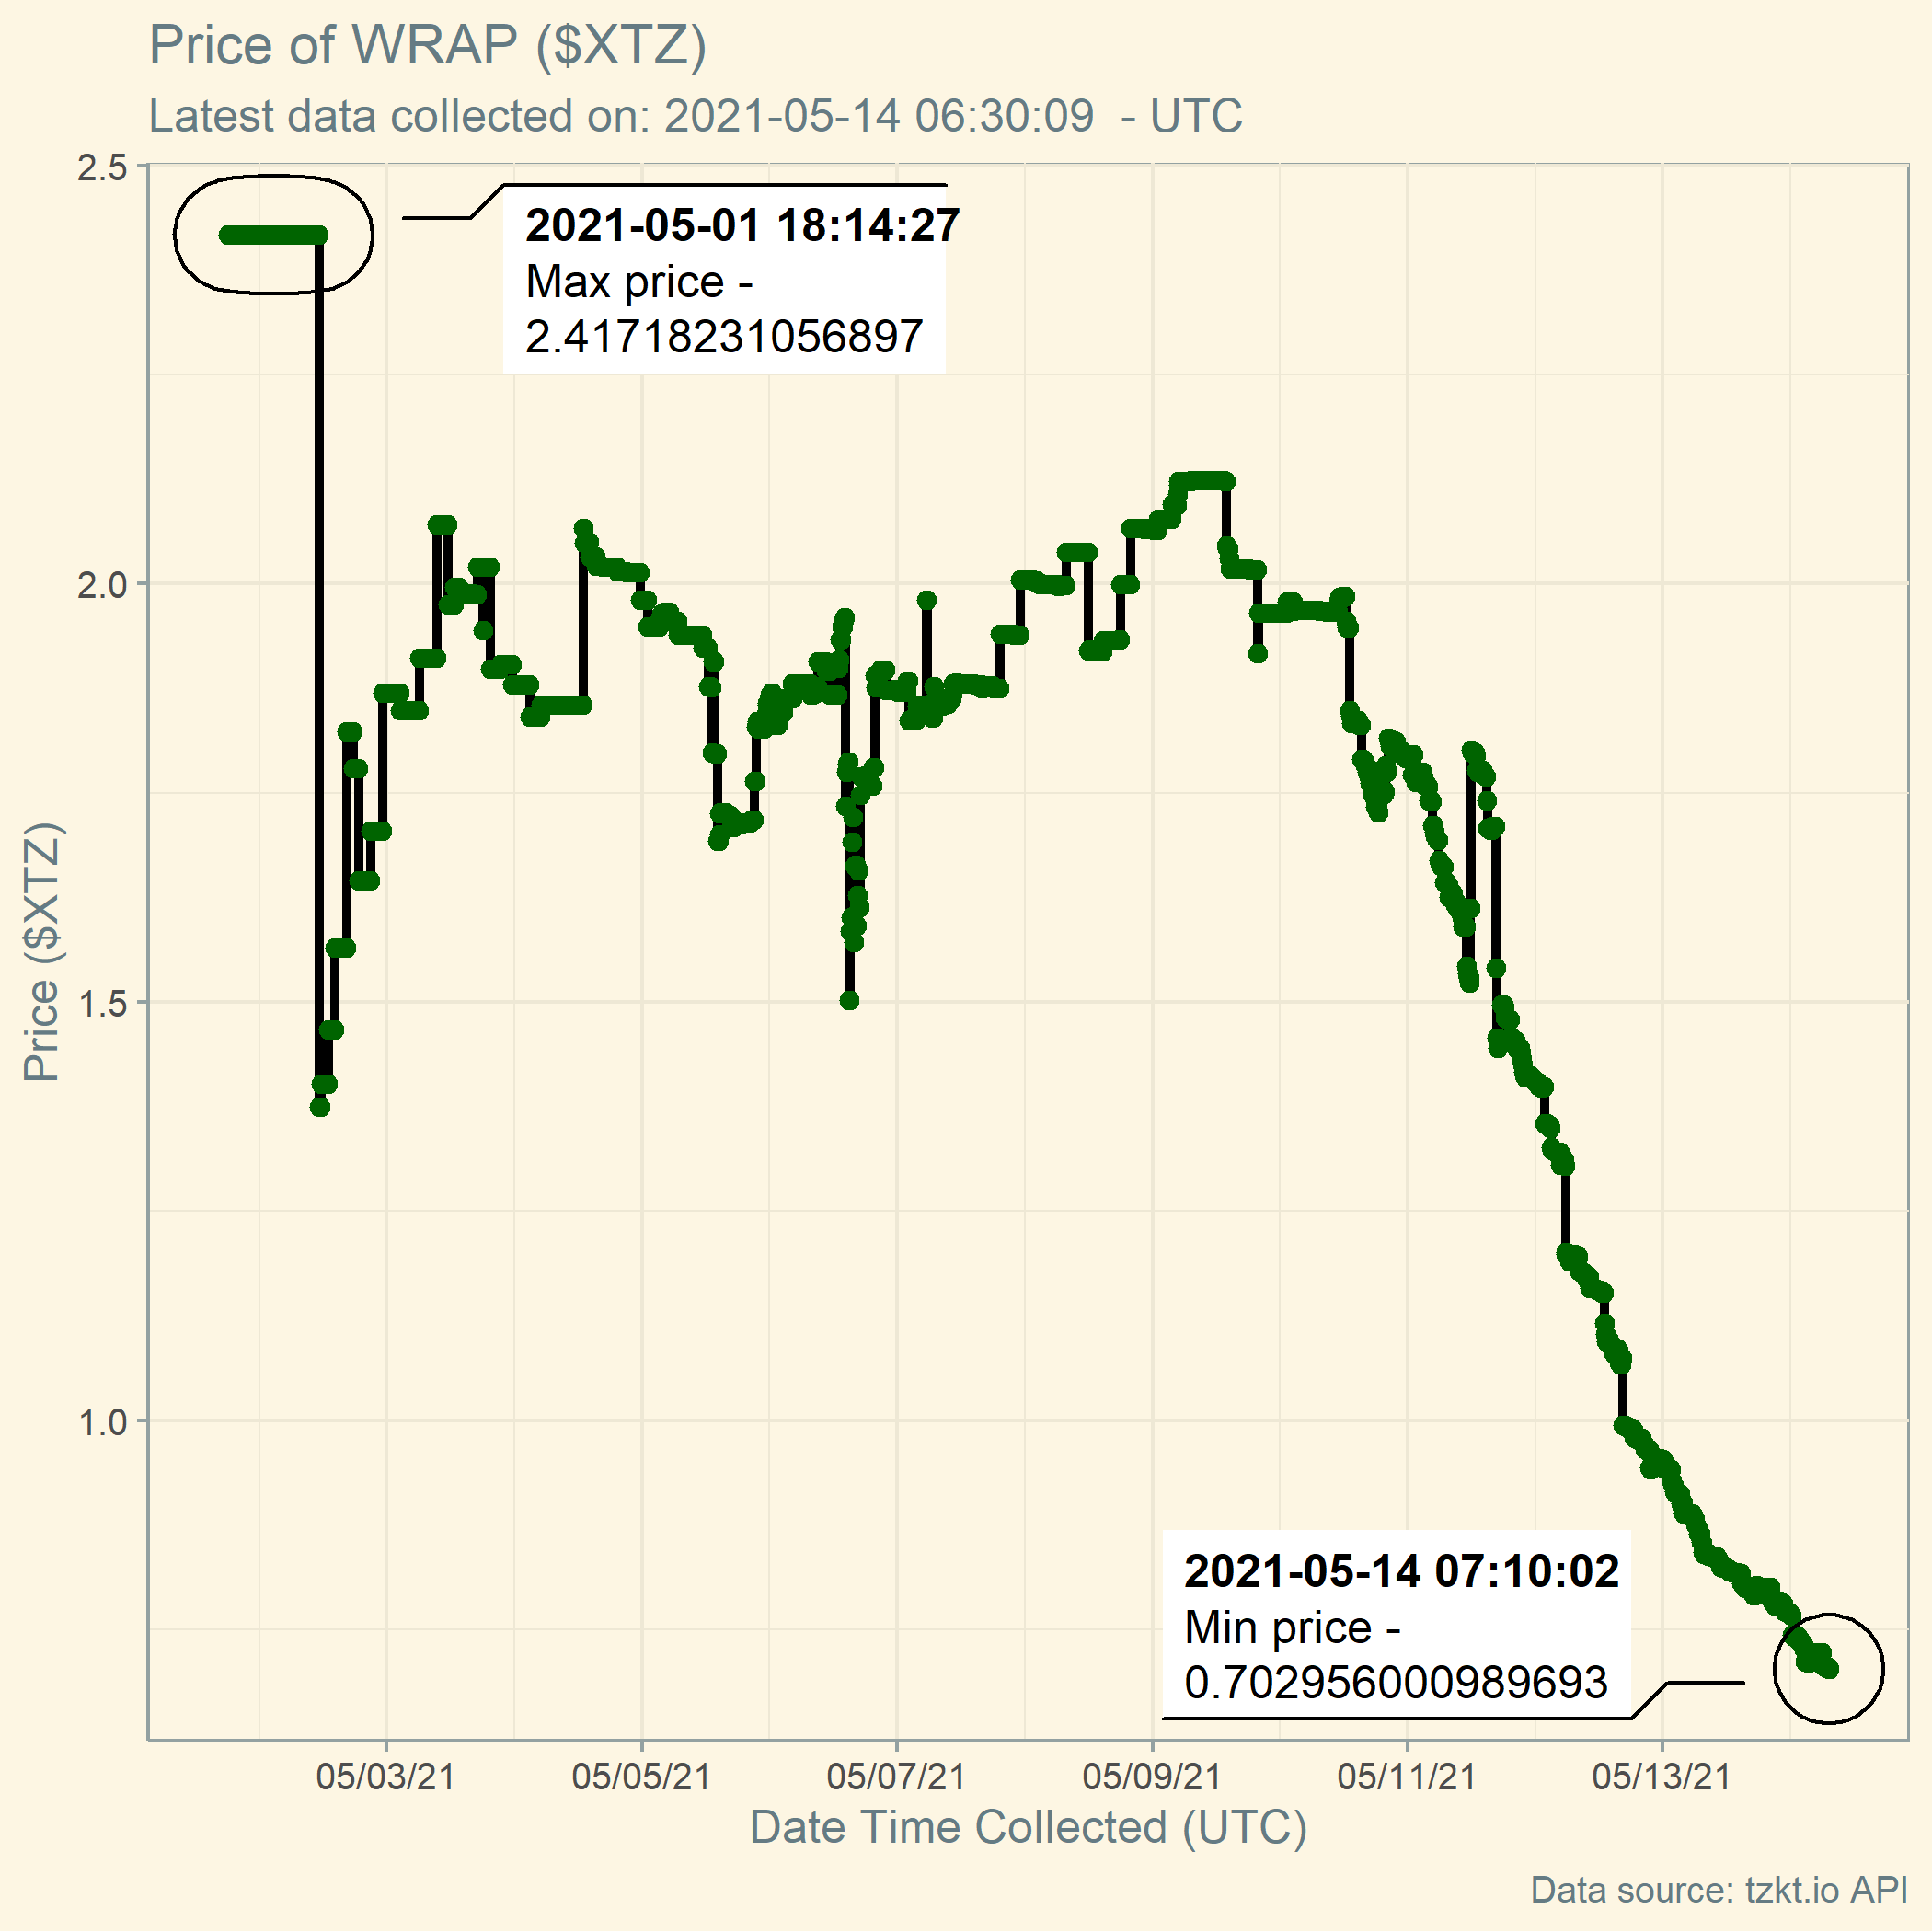 Price of WRAP ($XTZ)
Latest data collected on: 2021-05-14 06:30:09  - UTC
2.5
2021-05-01 18:14:27
Max price -
2.41718231056897
2.0
Price ($XTZ)
1.5
1.0
2021-05-14 07:10:02
Min price -
0.702956000989693
05/03/21 05/05/21 05/07/21 05/09/21 05/11/21 05/13/21
Date Time Collected (UTC)
Data source: tzkt.io API